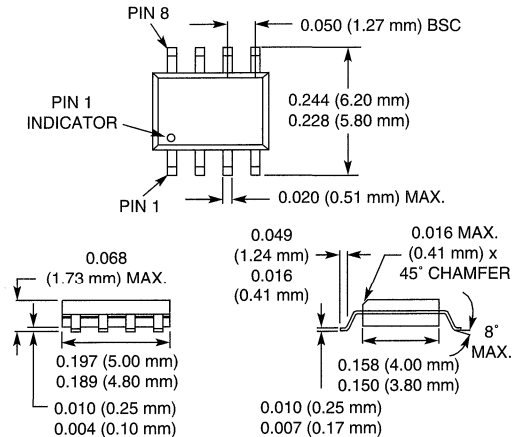 PIN 8
0.050 (1.27 mm) BSC
PIN 1
INDICATOR
0.244 (6.20 mm)
0.228 (5.80 mm)
PIN 1
0.020 (0.51 mm) MAX.
0.068
(1.73 mm) MAX.
0.197 (5.00 mm)
0.189 (4.80 mm)
0.010 (0.25 mm)
0.004 (0.10 mm)
0.049
(1.24 mm)
0.016
(0.41 mm)
0.016 MAX.
(0.41 mm) x
45° CHAMFER
8°
MAX.
0.158 (4.00 mm)
0.150 (3.80 mm)
0.010 (0.25 mm)
0.007 (0.17 mm)